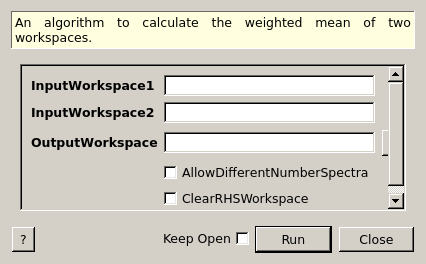 An algorithm to calculate the weighted mean of two
workspaces.
InputWorkspace1
InputWorkspace2
OutputWorkspace
AllowDifferentNumberSpectra
ClearRHSWorkspace
? Keep Open Run Close